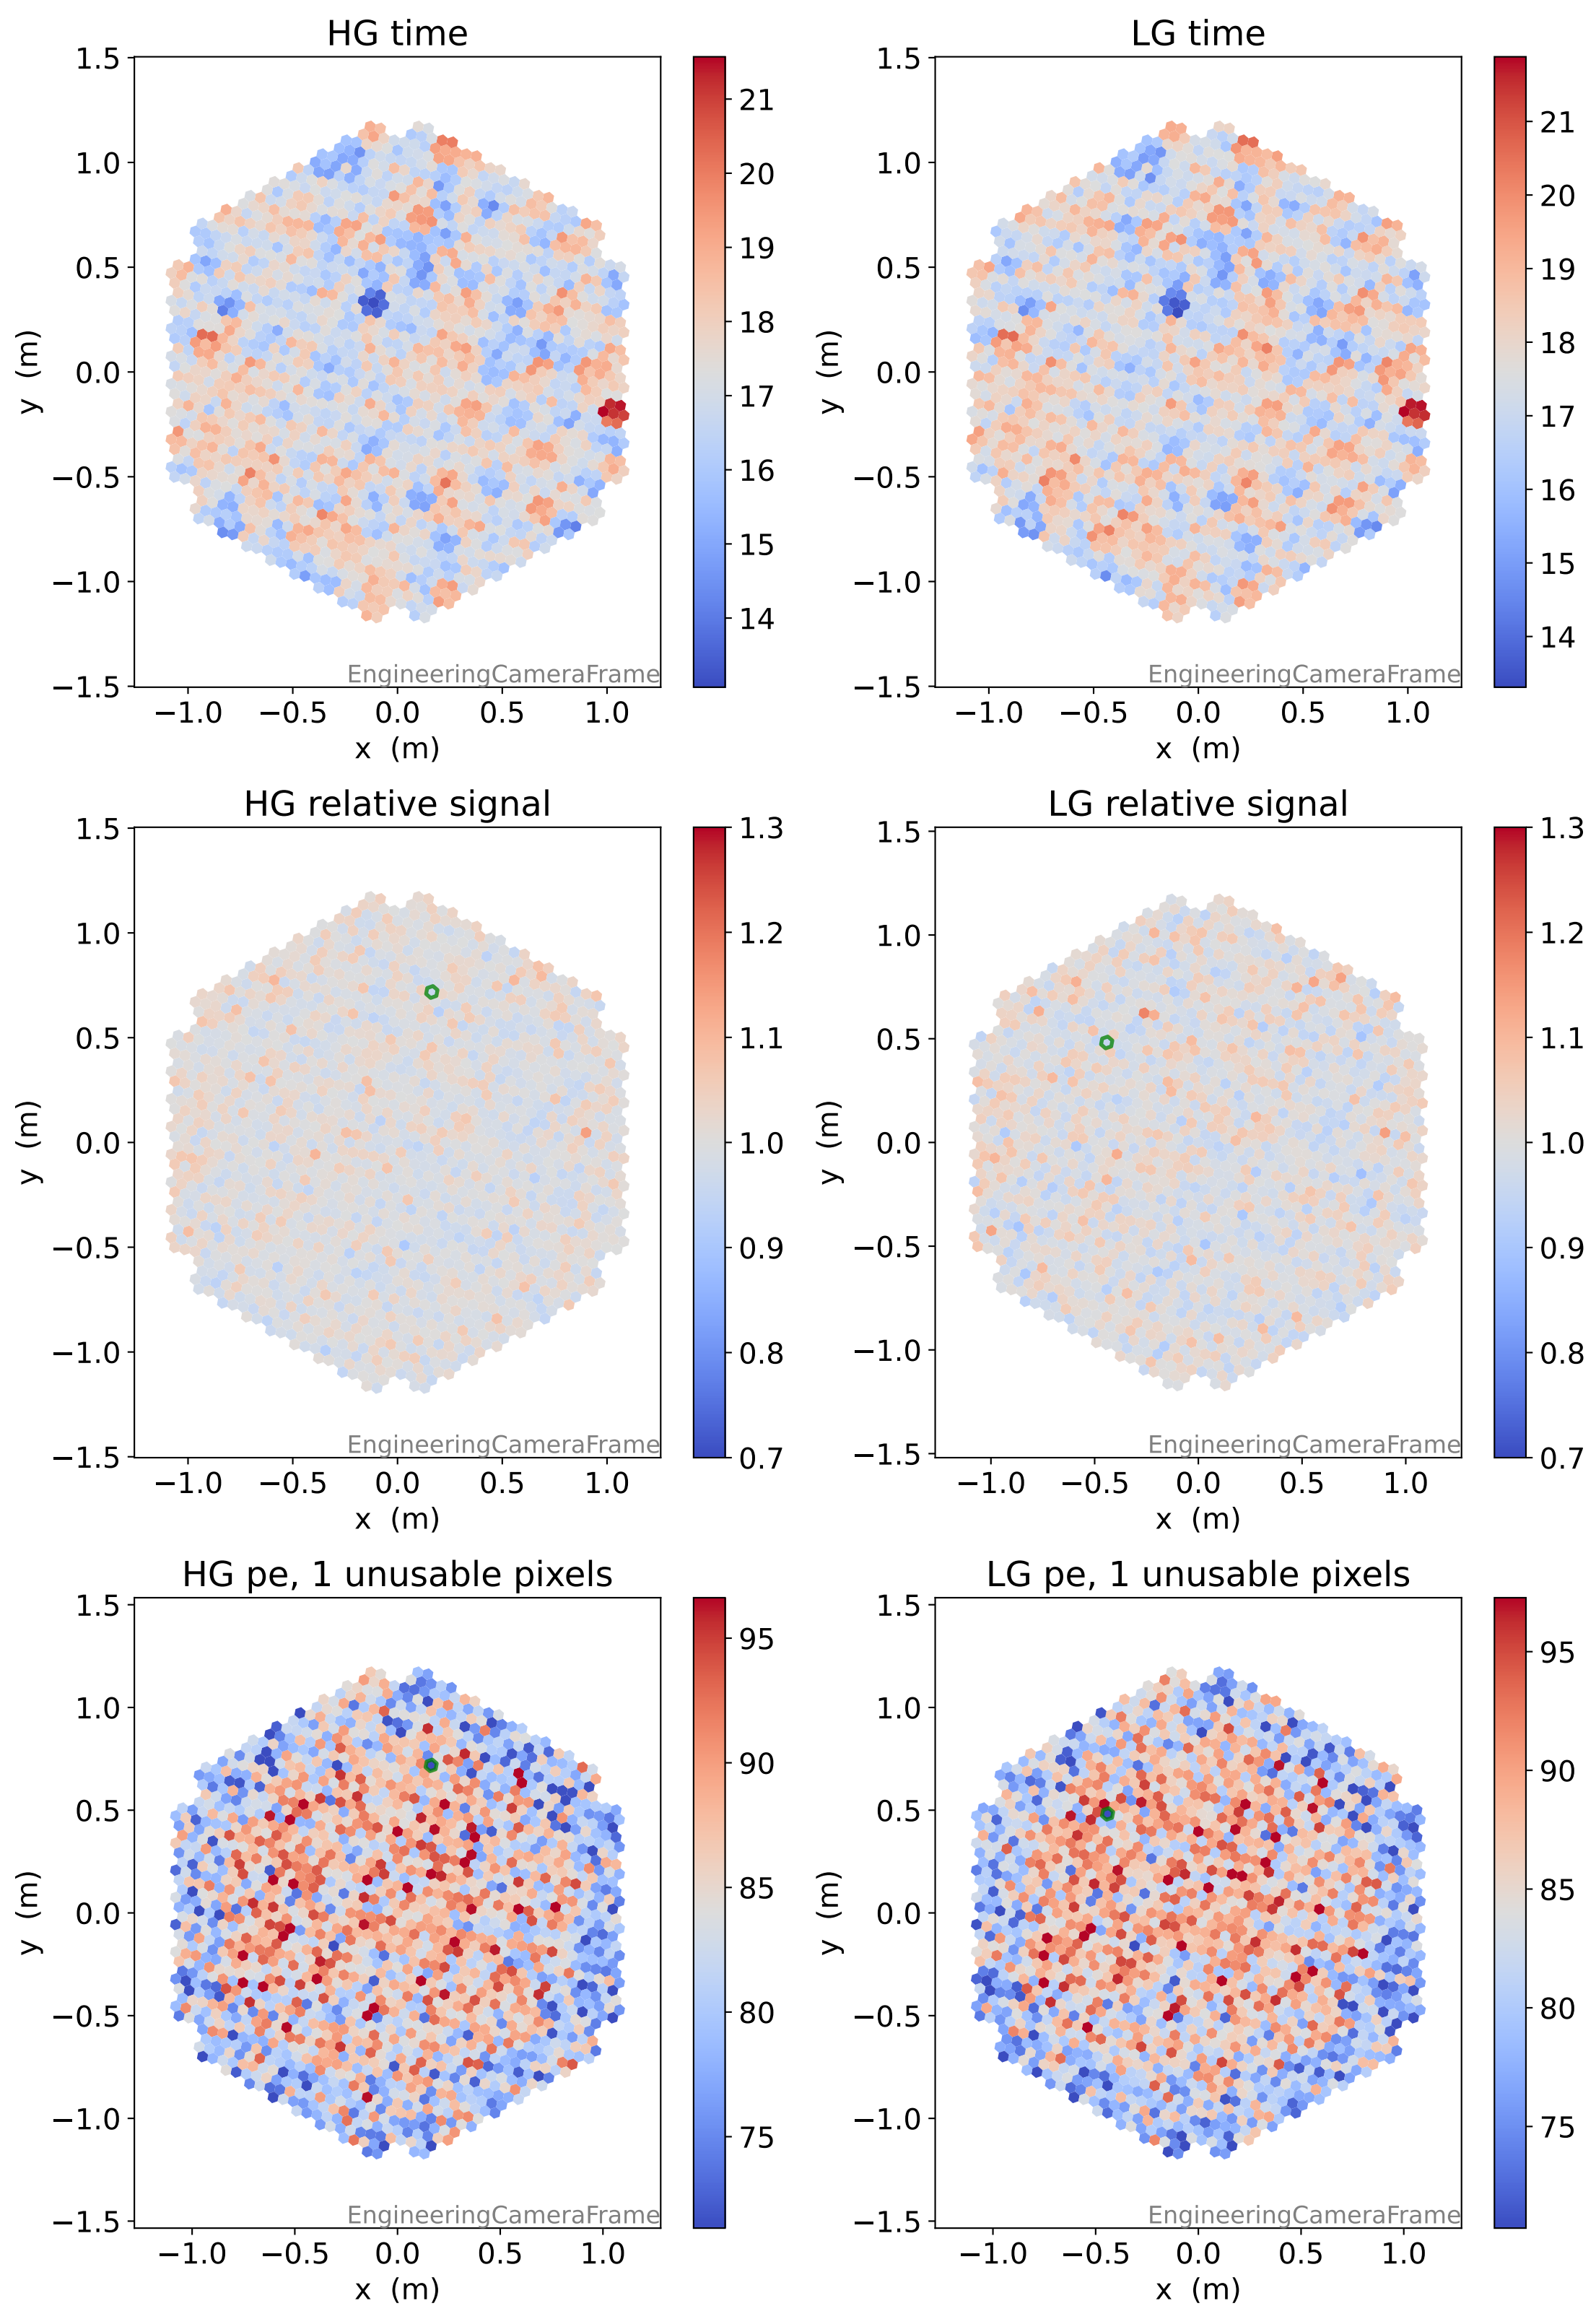 HG time
1.5
1.0
0.5
0.0
−0.5
−1.0
−1.5
y (m)
−1.0 −0.5 0.0 0.5 1.0
x (m)
EngineeringCameraFrame
21
20
19
18
17
16
15
14
LG time
1.5
1.0
0.5
0.0
−0.5
−1.0
−1.5
y (m)
−1.0 −0.5 0.0 0.5 1.0
x (m)
EngineeringCameraFrame
21
20
19
18
17
16
15
14
HG relative signal
1.5
1.0
0.5
0.0
−0.5
−1.0
−1.5
y (m)
−1.0 −0.5 0.0 0.5 1.0
x (m)
EngineeringCameraFrame
1.3
1.2
1.1
1.0
0.9
0.8
0.7
LG relative signal
1.5
1.0
0.5
0.0
−0.5
−1.0
−1.5
y (m)
−1.0 −0.5 0.0 0.5 1.0
x (m)
EngineeringCameraFrame
1.3
1.2
1.1
1.0
0.9
0.8
0.7
HG pe, 1 unusable pixels
1.5
1.0
0.5
0.0
−0.5
−1.0
−1.5
y (m)
−1.0 −0.5 0.0 0.5 1.0
x (m)
EngineeringCameraFrame
95
90
85
80
75
LG pe, 1 unusable pixels
1.5
1.0
0.5
0.0
−0.5
−1.0
−1.5
y (m)
−1.0 −0.5 0.0 0.5 1.0
x (m)
EngineeringCameraFrame
95
90
85
80
75